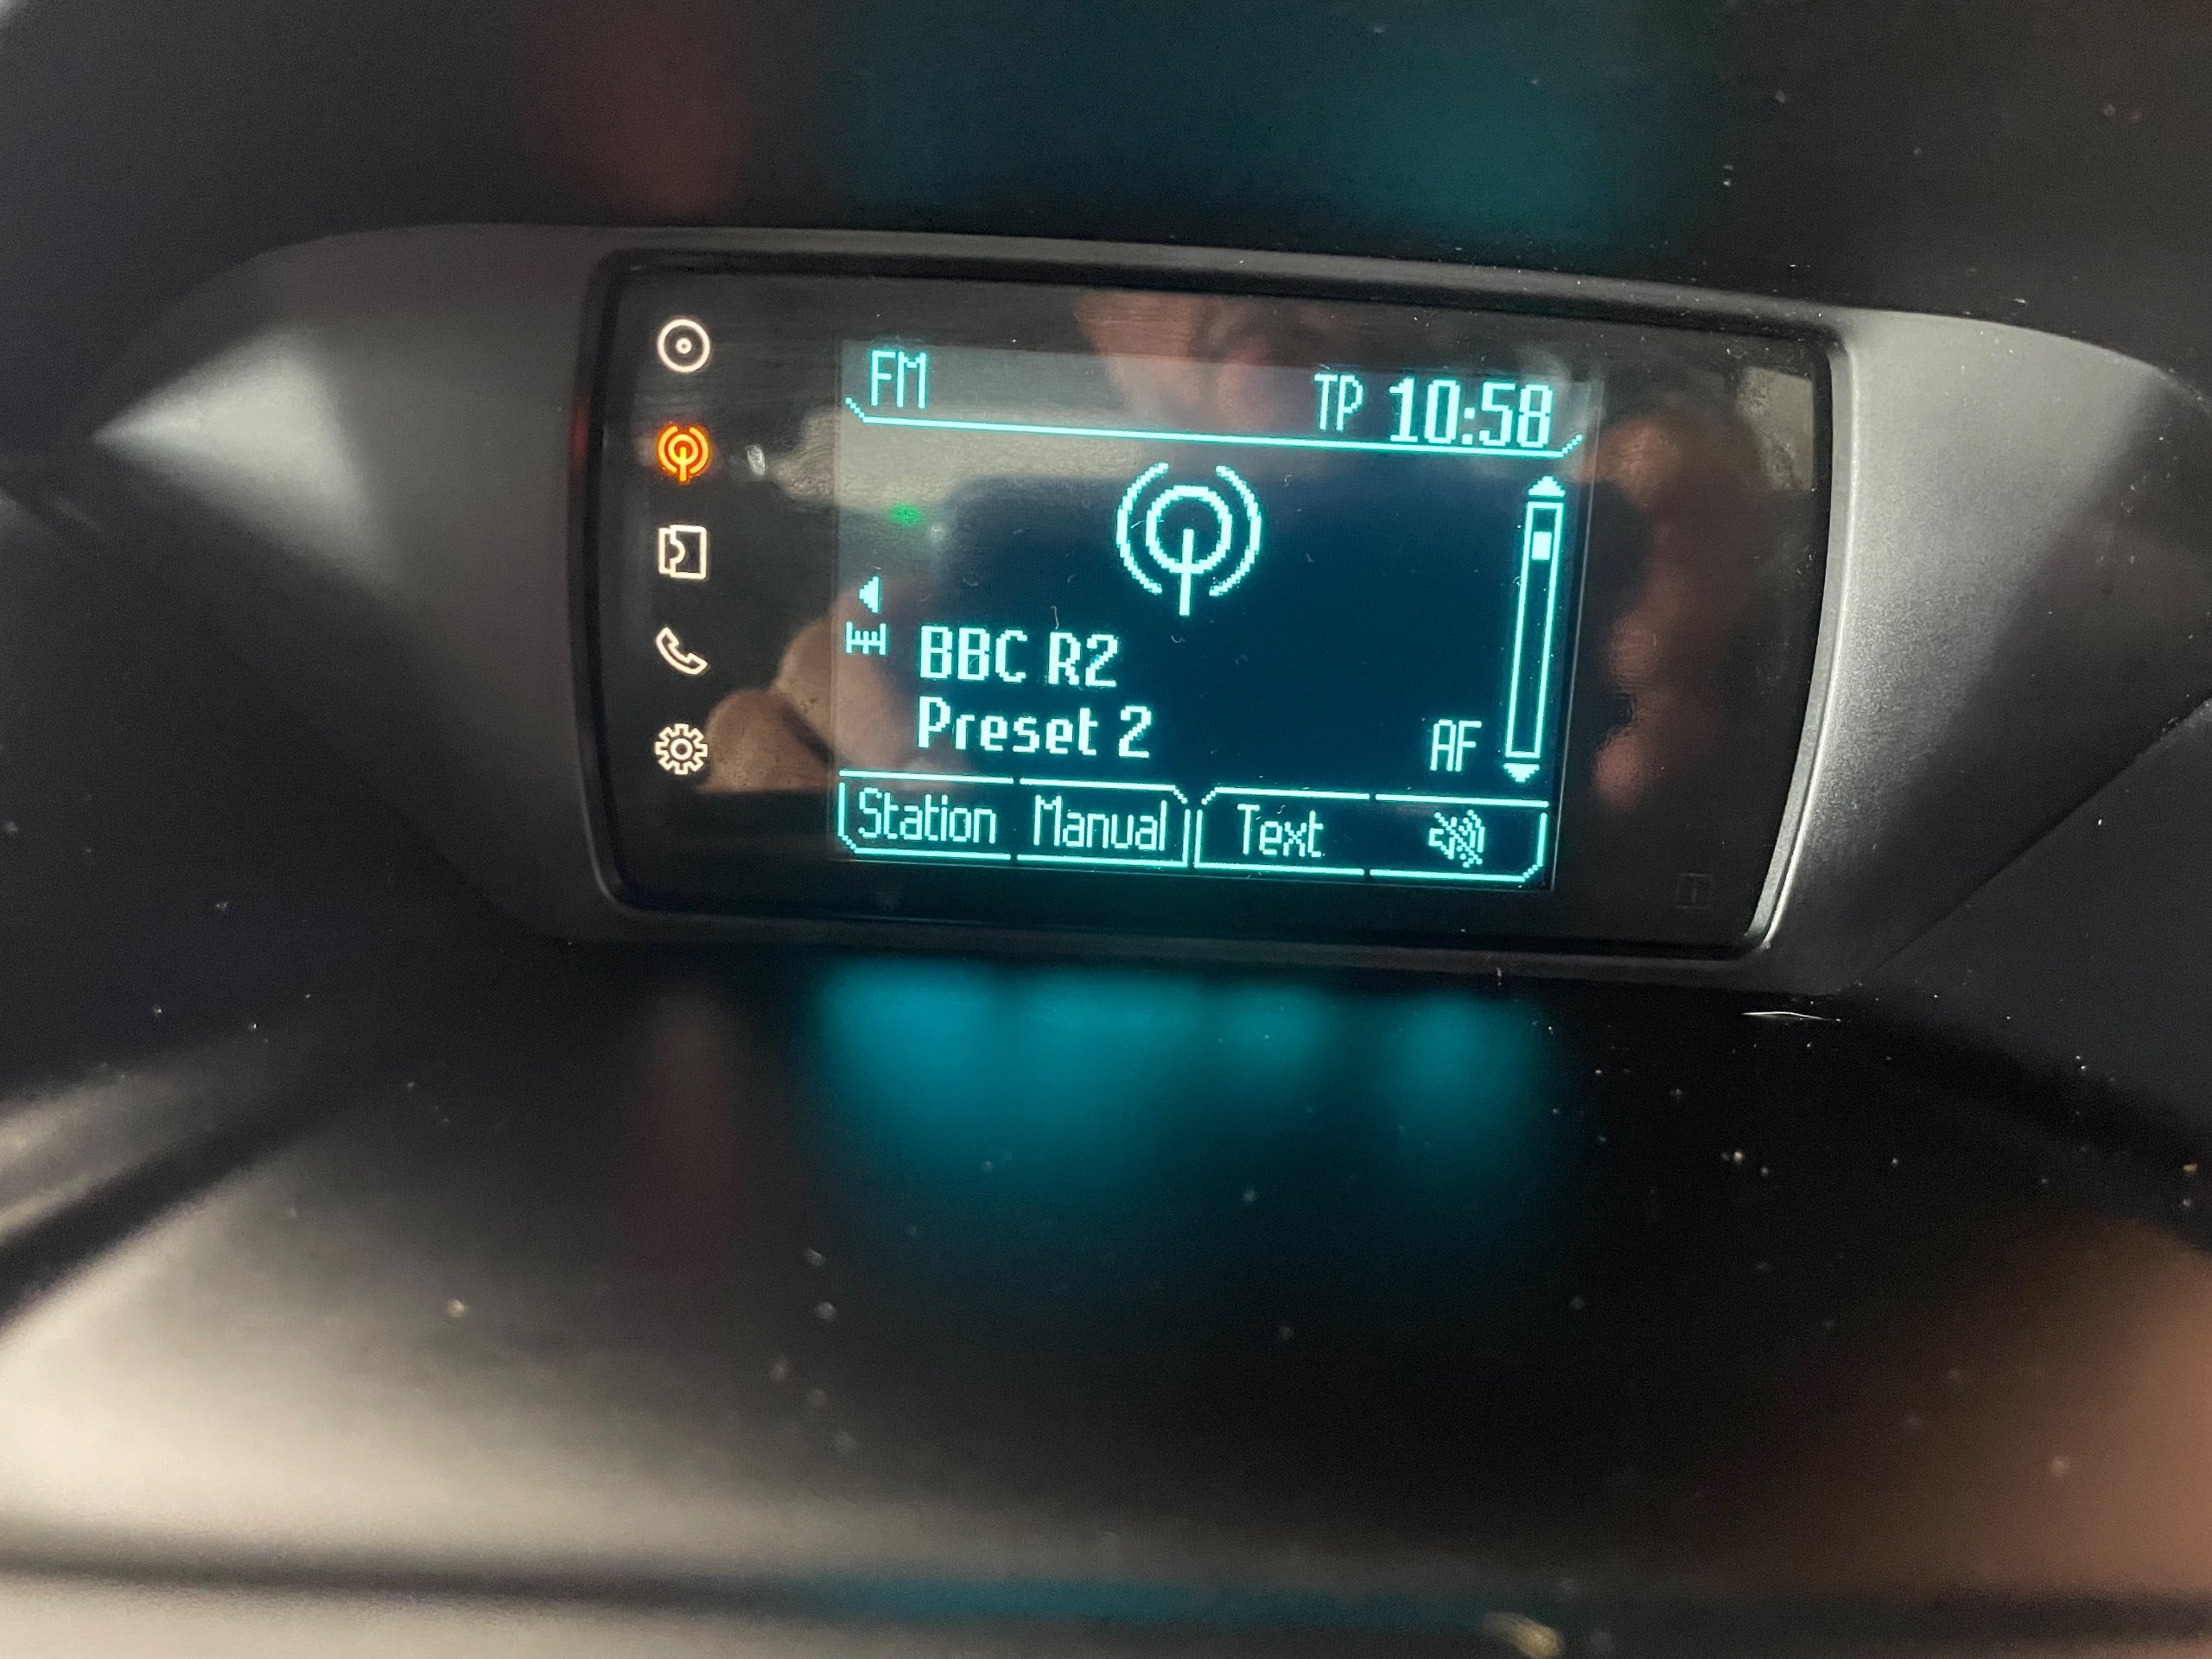 FM TP 10:58
BBC R2
Preset 2 AF
Station Manual Text